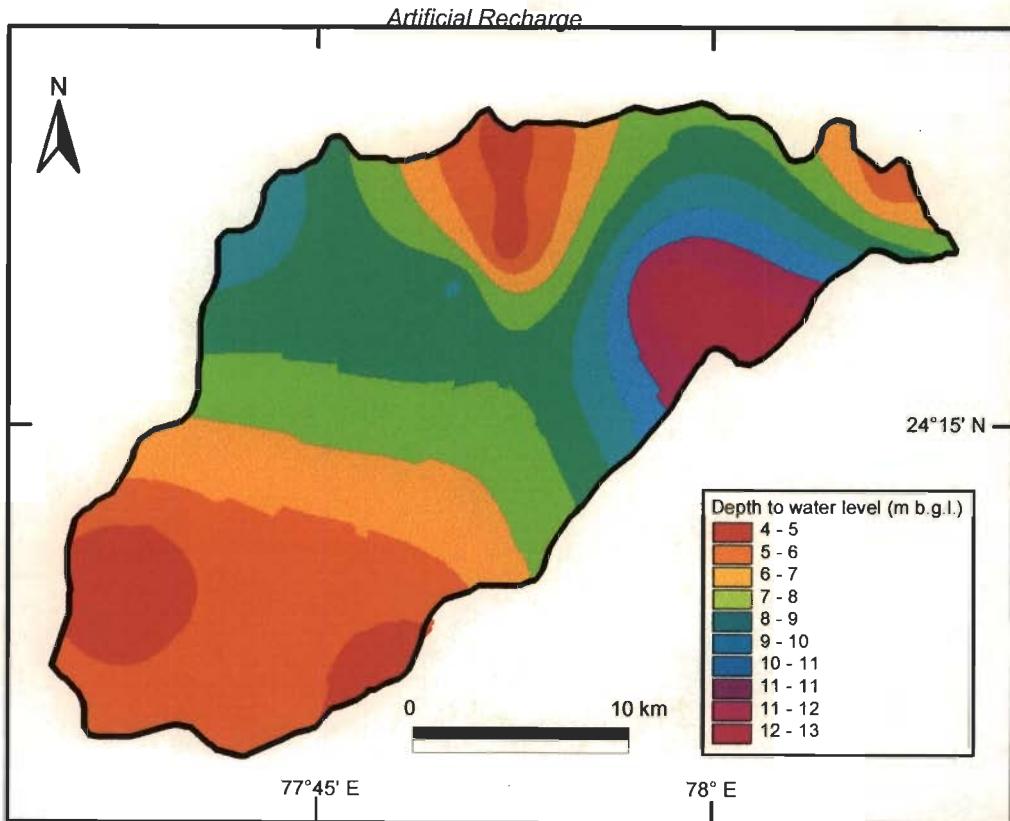 Artificial Recharge
N
24°15' N
Depth to water level (m b.g.l.)
4 - 5
5 - 6
6 - 7
7 - 8
8 - 9
9 - 10
10 - 11
11 - 11
11 - 12
12 - 13
0 10 km
77°45' E 78° E